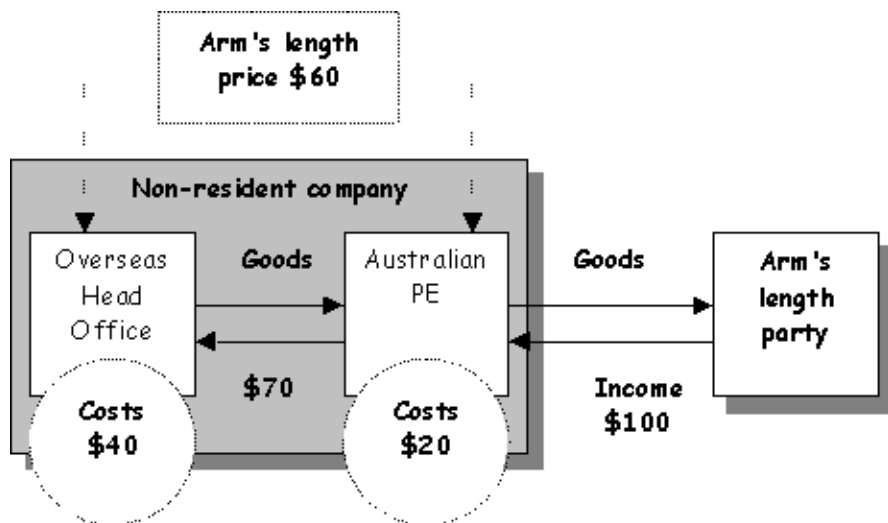 Arm's length
price $60
Non-resident company
Overseas
Head
Office
Goods
Australian
PE
Goods
Arm's
length
party
$70
Income
$100
Costs
$40
Costs
$20